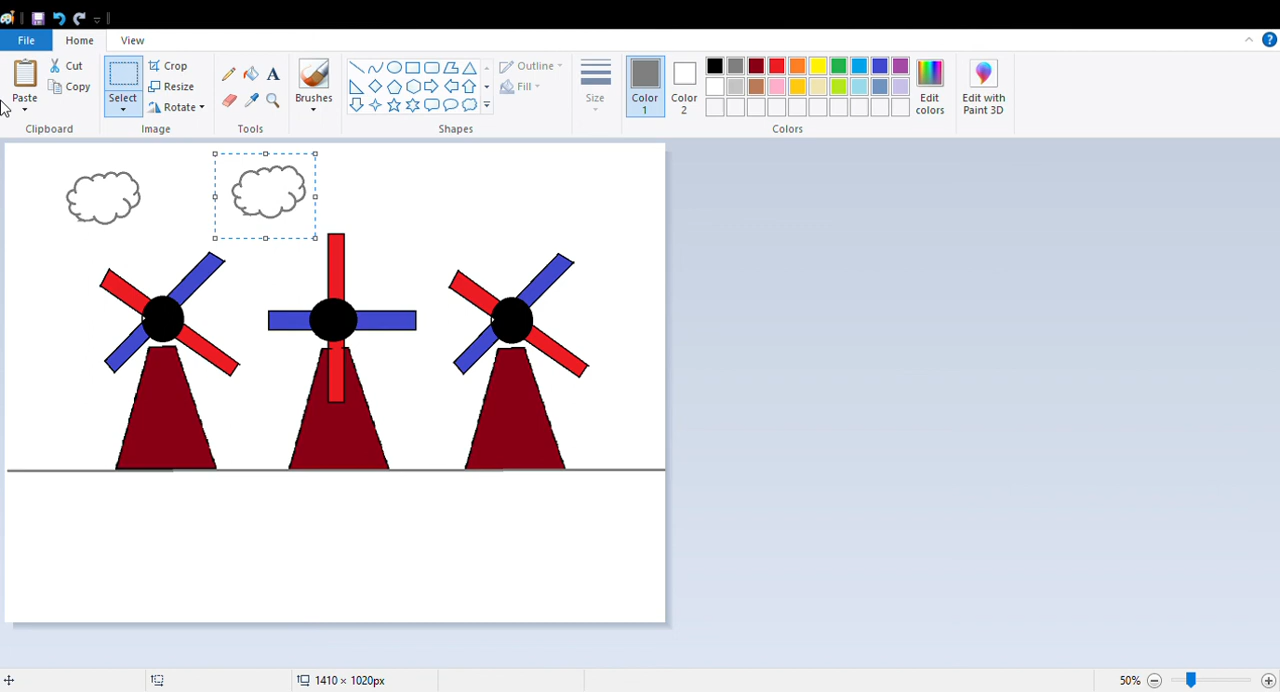 File Home View
Paste
Cut
Copy
Clipboard
Select
Crop
Resize
Rotate
Image
A
Tools
Brushes
Shapes
Outline
Fill
Size
Color 1
Color 2
Edit colors
Colors
Edit with Paint 3D
?
1410 × 1020px
50%